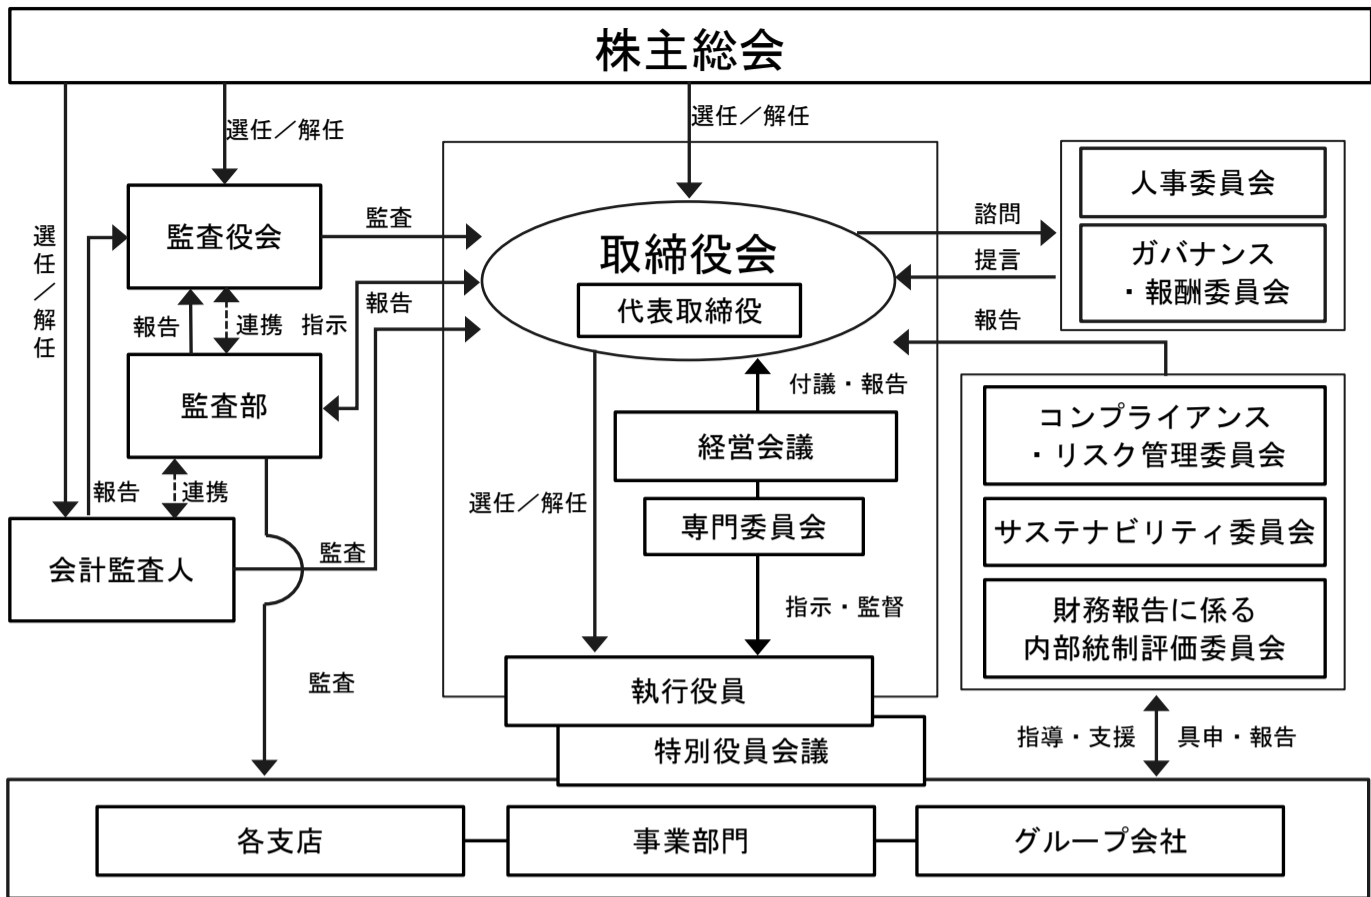 株主総会
選任／解任
選任／解任
選任／解任
監査役会
監査
取締役会
代表取締役
諮問
提言
報告
人事委員会
ガバナンス
・報酬委員会
報告
連携
指示
報告
監査部
付議・報告
経営会議
専門委員会
コンプライアンス
・リスク管理委員会
サステナビリティ委員会
財務報告に係る
内部統制評価委員会
報告
連携
会計監査人
監査
選任／解任
指示・監督
監査
執行役員
特別役員会議
指導・支援
具申・報告
各支店
事業部門
グループ会社